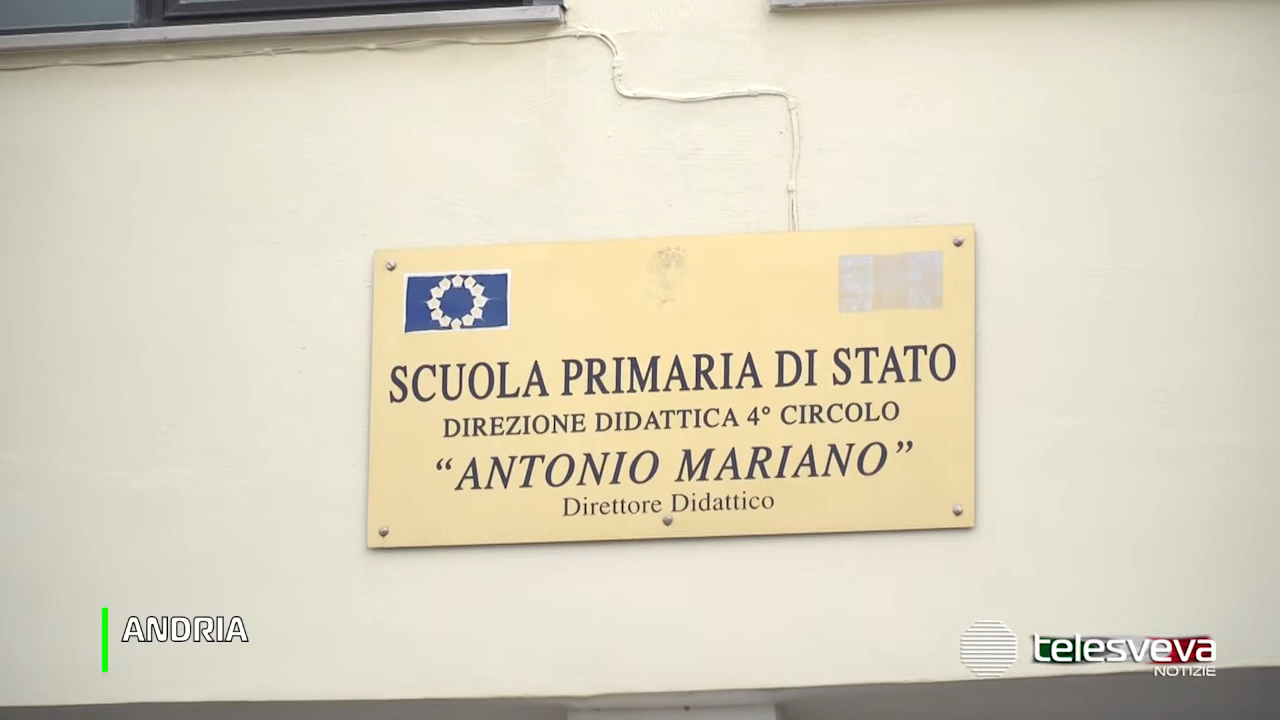 SCUOLA PRIMARIA DI STATO
DIREZIONE DIDATTICA 4° CIRCOLO
“ANTONIO MARIANO”
Direttore Didattico
ANDRIA
telesveva
NOTIZIE